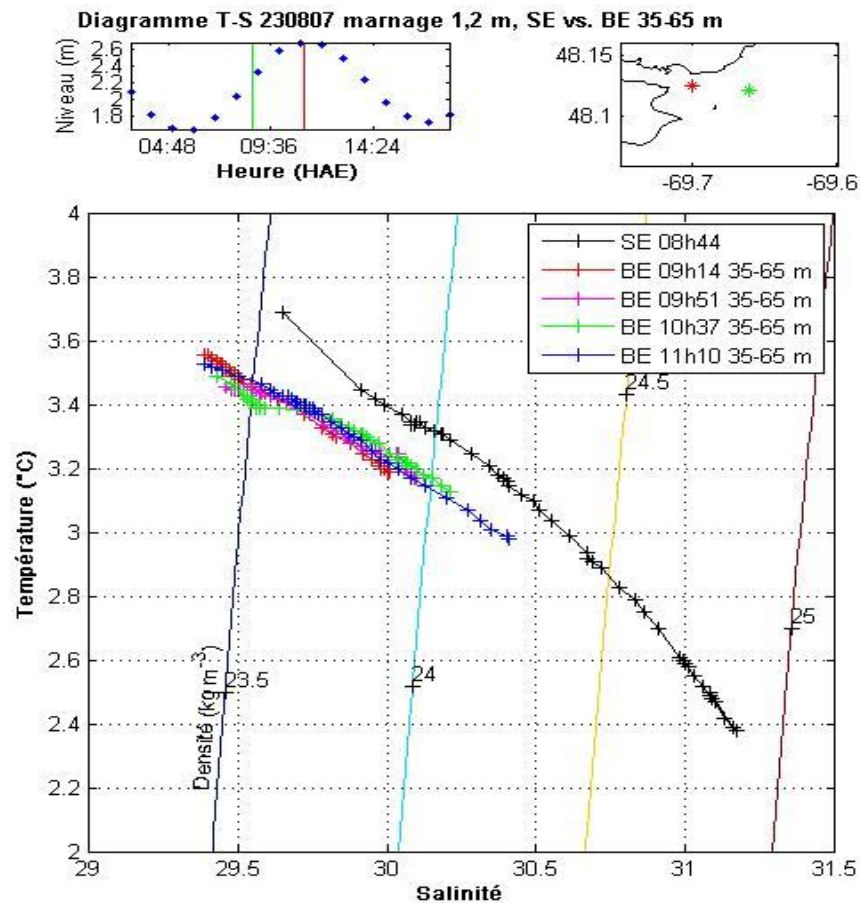 Diagramme T-S 230807 marnage 1,2 m, SE vs. BE 35-65 m
Niveau (m)
2.6
2.4
2.2
2
1.8
04:48 09:36 14:24
Heure (HAE)
48.15
48.1
-69.7 -69.6
Température (°C)
4
3.8
3.6
3.4
3.2
3
2.8
2.6
2.4
2.2
2
SE 08h44
BE 09h14 35-65 m
BE 09h51 35-65 m
BE 10h37 35-65 m
BE 11h10 35-65 m
24.5
25
24
23.5
Densité (kg m-3)
29 29.5 30 30.5 31 31.5
Salinité